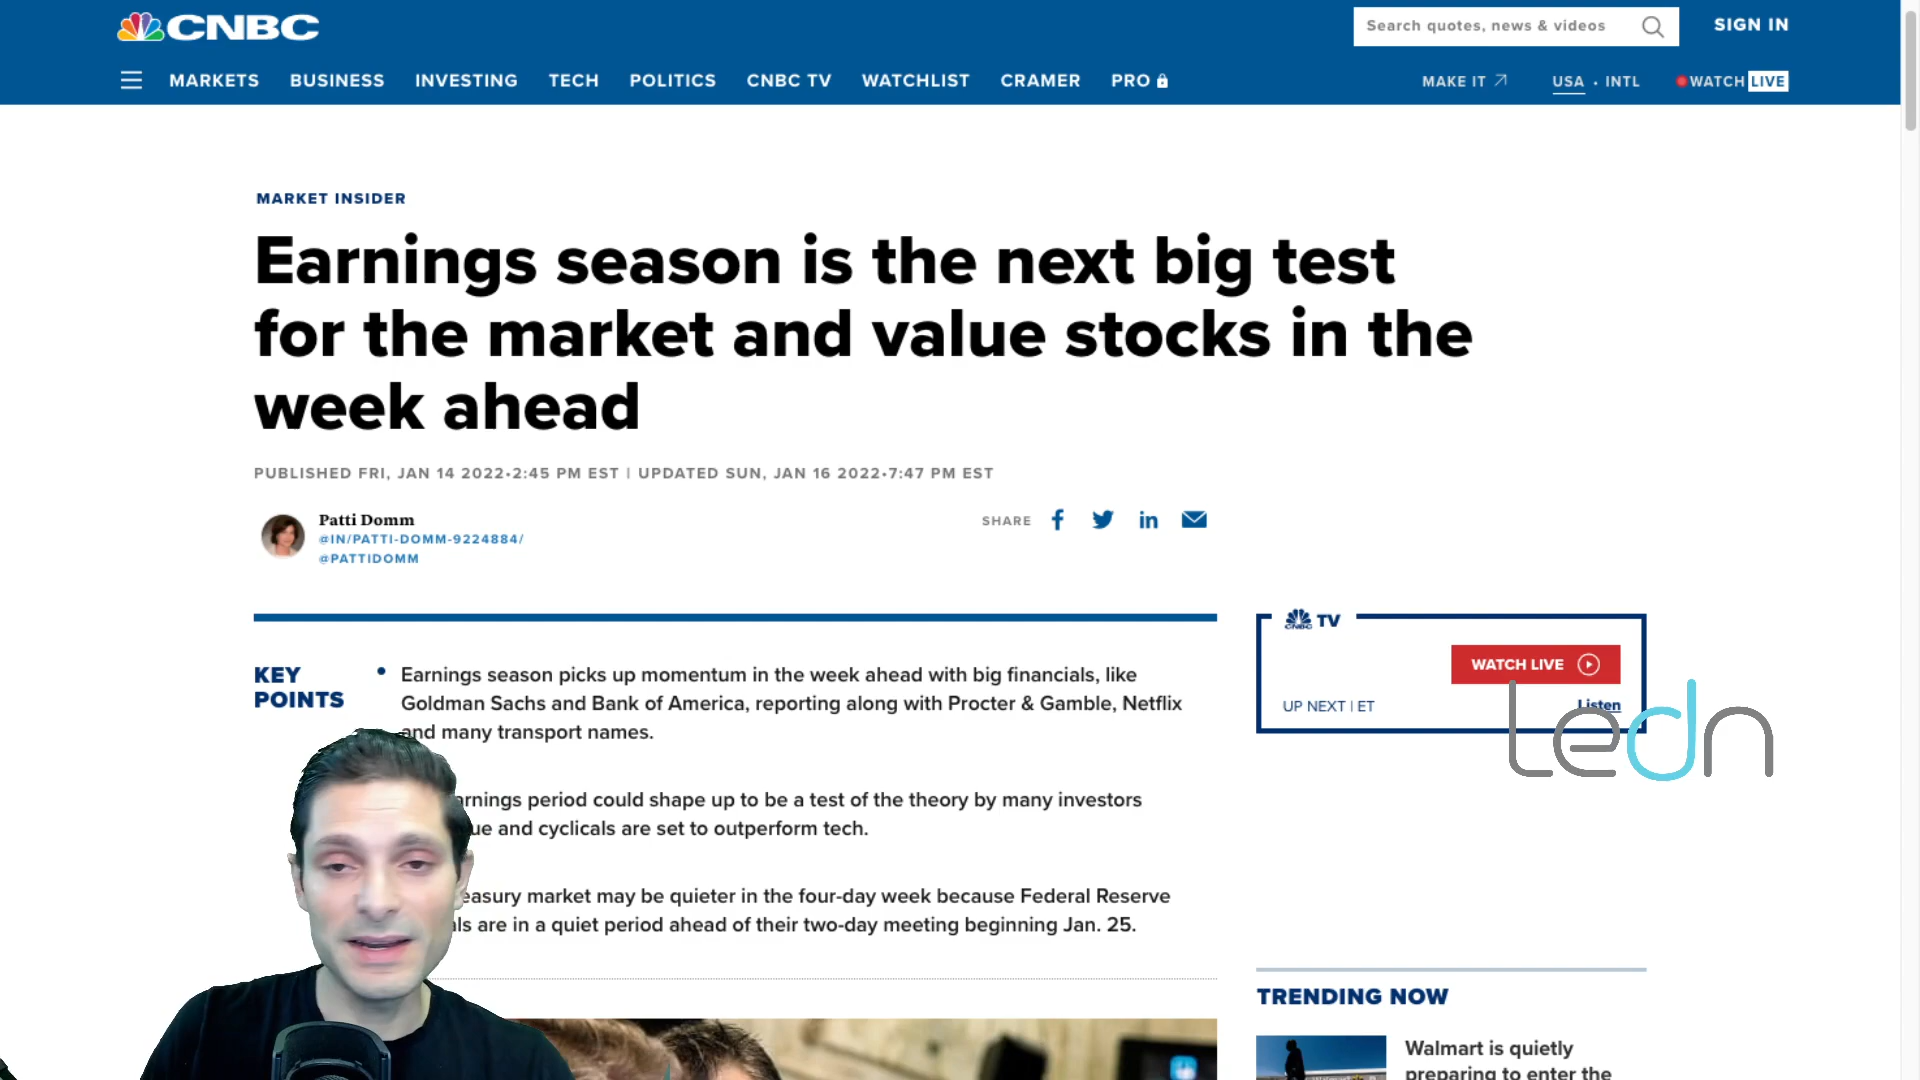 CNBC
Search quotes, news & videos
SIGN IN
MARKETS BUSINESS INVESTING TECH POLITICS CNBC TV WATCHLIST CRAMER PRO
MAKE IT USA • INTL WATCH LIVE
MARKET INSIDER
Earnings season is the next big test
for the market and value stocks in the
week ahead
PUBLISHED FRI, JAN 14 2022•2:45 PM EST | UPDATED SUN, JAN 16 2022•7:47 PM EST
Patti Domm
@IN/PATTI-DOMM-9224884/
@PATTIDOMM
SHARE
KEY
POINTS
• Earnings season picks up momentum in the week ahead with big financials, like
Goldman Sachs and Bank of America, reporting along with Procter & Gamble, Netflix
and many transport names.
rnings period could shape up to be a test of the theory by many investors
ue and cyclicals are set to outperform tech.
easury market may be quieter in the four-day week because Federal Reserve
ls are in a quiet period ahead of their two-day meeting beginning Jan. 25.
CNBC TV
WATCH LIVE
UP NEXT | ET
Listen
Ledn
TRENDING NOW
Walmart is quietly
preparing to enter the